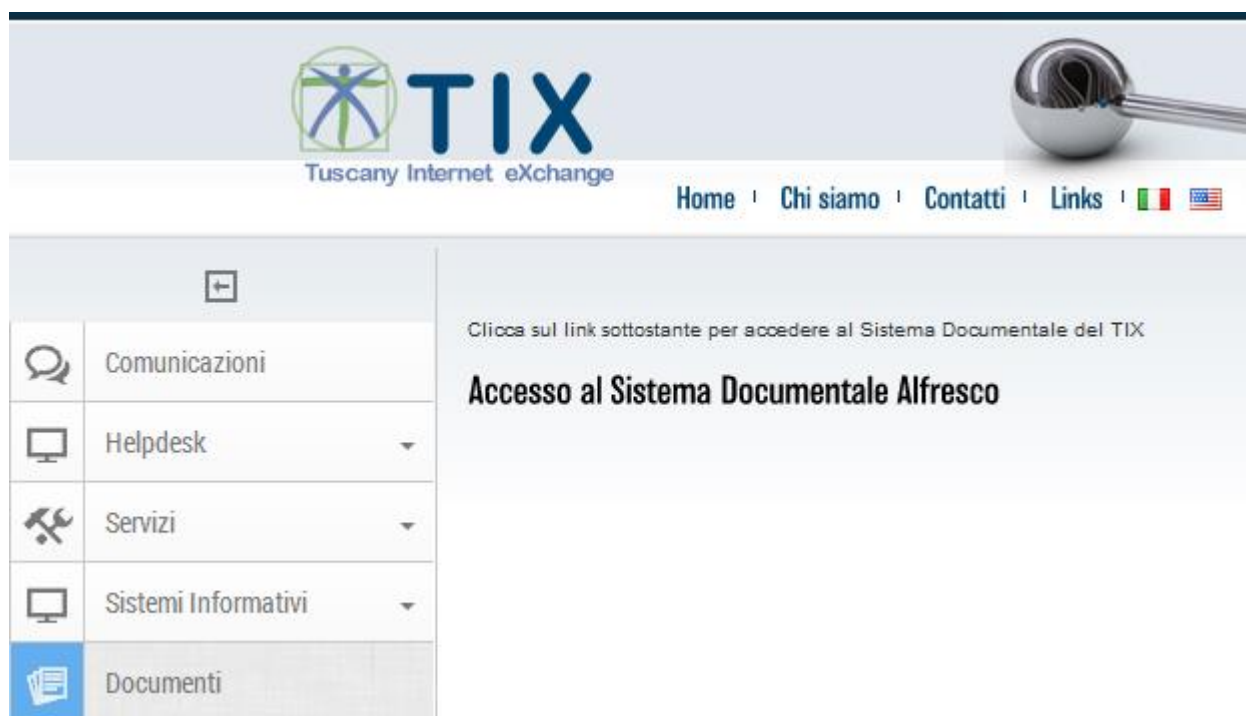 TIX
Tuscany Internet eXchange
Home Chi siamo Contatti Links
Clicca sul link sottostante per accedere al Sistema Documentale del TIX
Accesso al Sistema Documentale Alfresco
Comunicazioni
Helpdesk
Servizi
Sistemi Informativi
Documenti